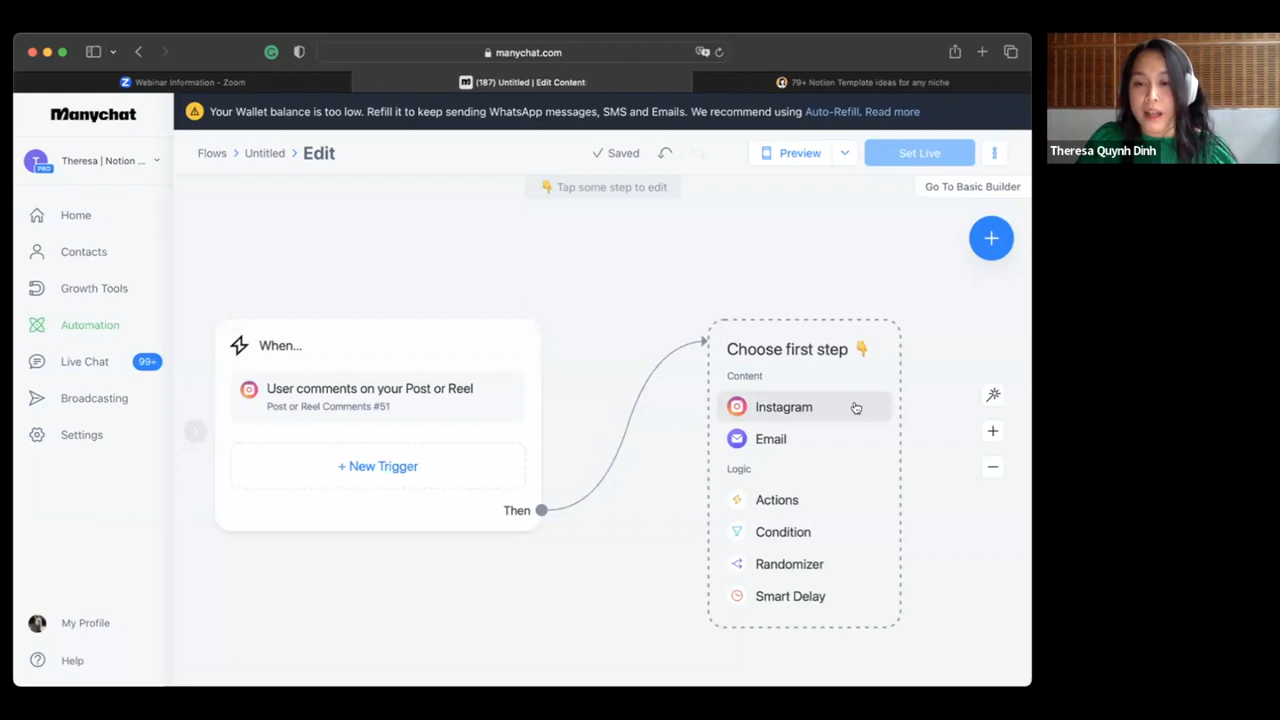 manychat.com
Webinar Information - Zoom
(187) Untitled | Edit Content
79+ Notion Template ideas for any niche
Manychat
Your Wallet balance is too low. Refill it to keep sending WhatsApp messages, SMS and Emails. We recommend using Auto-Refill. Read more
T
PRO
Theresa | Notion ...
Flows > Untitled > Edit
Saved
Preview
Set Live
👇 Tap some step to edit
Go To Basic Builder
Home
Contacts
Growth Tools
Automation
Live Chat
99+
Broadcasting
Settings
My Profile
Help
When...
User comments on your Post or Reel
Post or Reel Comments #51
+ New Trigger
Then
Choose first step 👇
Content
Instagram
Email
Logic
Actions
Condition
Randomizer
Smart Delay
Theresa Quynh Dinh